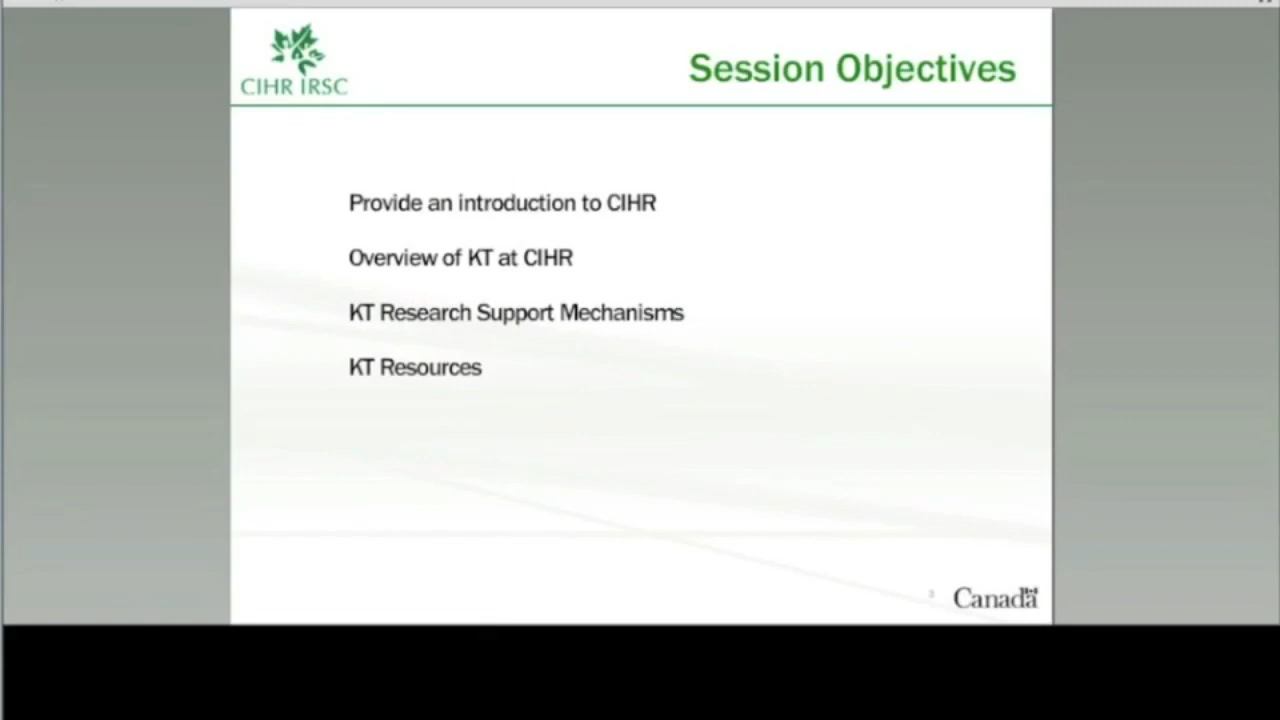 CIHR IRSC
Session Objectives
Provide an introduction to CIHR
Overview of KT at CIHR
KT Research Support Mechanisms
KT Resources
3
Canada